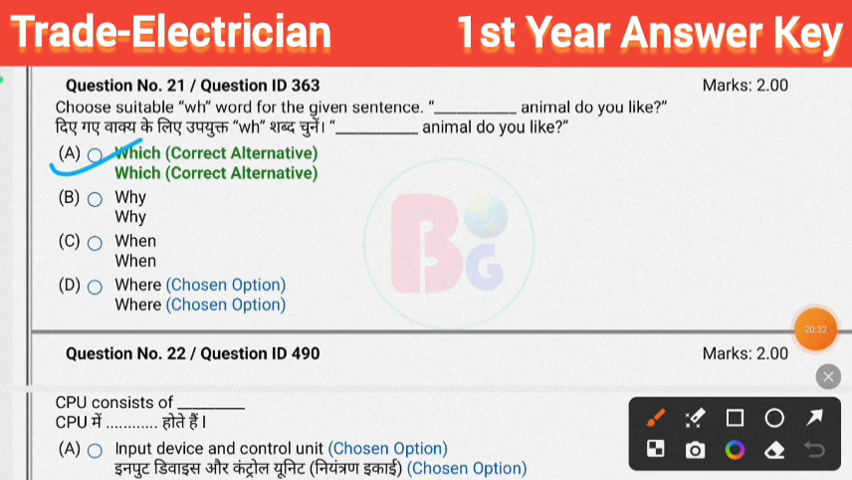 Trade-Electrician 1st Year Answer Key
Question No. 21 / Question ID 363 Marks: 2.00
Choose suitable “wh” word for the given sentence. “__________ animal do you like?”
दिए गए वाक्य के लिए उपयुक्त “wh” शब्द चुनें। “__________ animal do you like?”
(A) Which (Correct Alternative)
Which (Correct Alternative)
(B) Why
Why
(C) When
When
(D) Where (Chosen Option)
Where (Chosen Option)
BIG
20:32
Question No. 22 / Question ID 490 Marks: 2.00
CPU consists of ________
CPU में ............ होते हैं I
(A) Input device and control unit (Chosen Option)
इनपुट डिवाइस और कंट्रोल यूनिट (नियंत्रण इकाई) (Chosen Option)